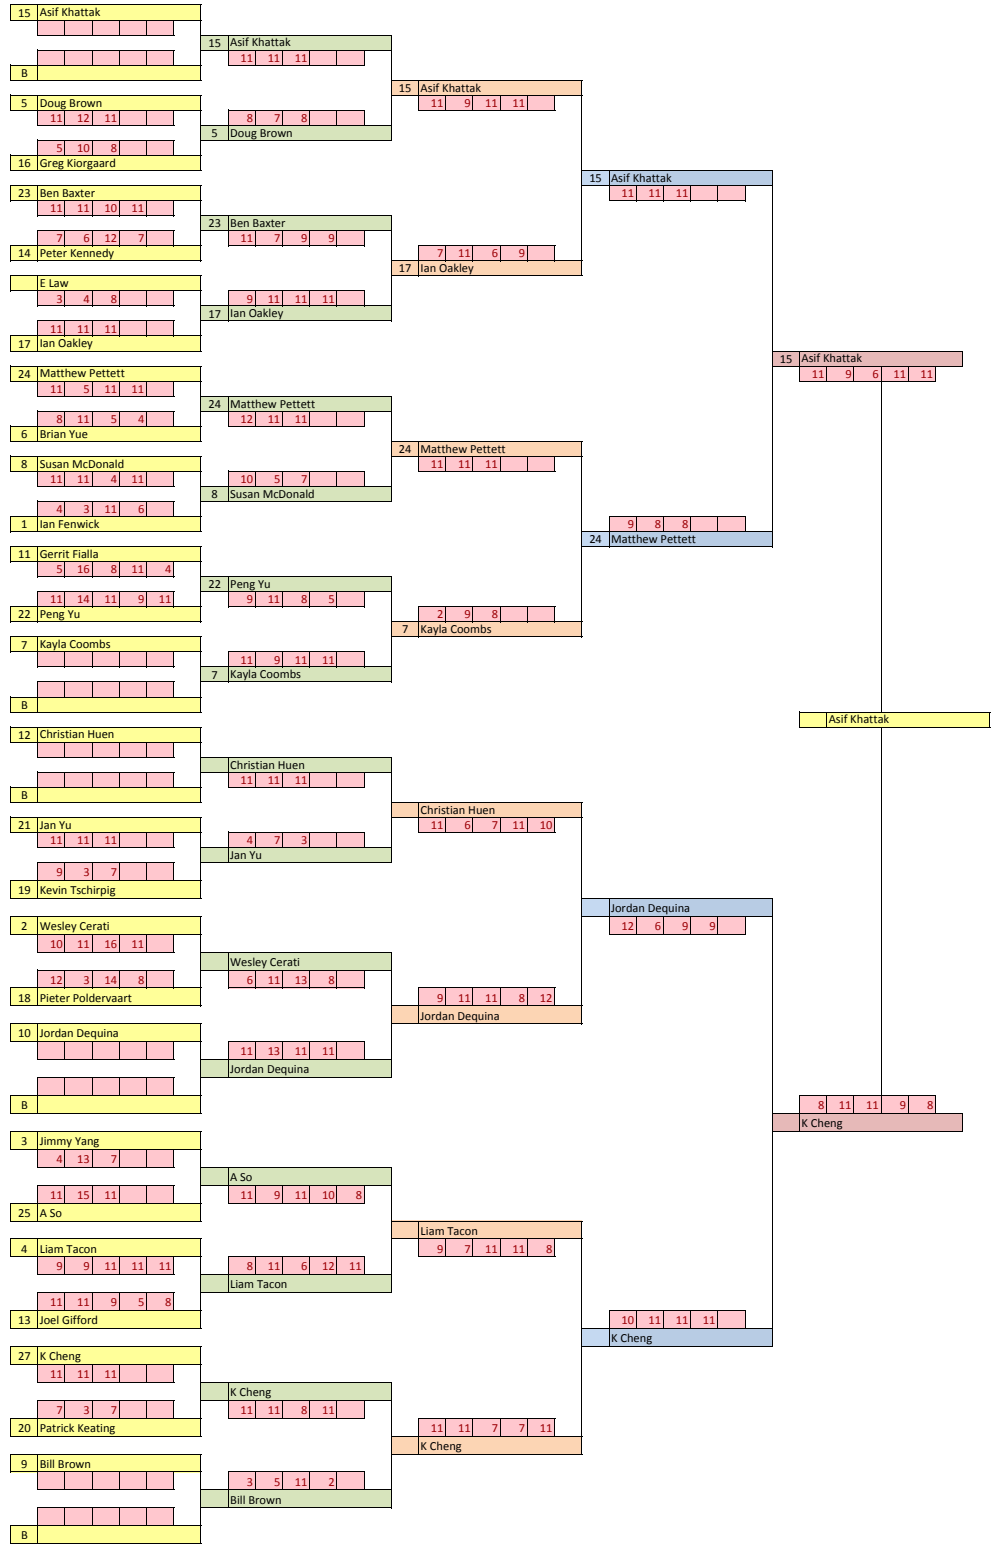 15 Asif Khattak
B
5 Doug Brown
11 12 11
5 10 8
16 Greg Kiorgaard
23 Ben Baxter
11 11 10 11
7 6 12 7
14 Peter Kennedy
E Law
3 4 8
11 11 11
17 Ian Oakley
24 Matthew Pettett
11 5 11 11
8 11 5 4
6 Brian Yue
8 Susan McDonald
11 11 4 11
4 3 11 6
1 Ian Fenwick
11 Gerrit Fialla
5 16 8 11 4
11 14 11 9 11
22 Peng Yu
7 Kayla Coombs
B
12 Christian Huen
B
21 Jan Yu
11 11 11
9 3 7
19 Kevin Tschirpig
2 Wesley Cerati
10 11 16 11
12 3 14 8
18 Pieter Poldervaart
10 Jordan Dequina
B
3 Jimmy Yang
4 13 7
11 15 11
25 A So
4 Liam Tacon
9 9 11 11 11
11 11 9 5 8
13 Joel Gifford
27 K Cheng
11 11 11
7 3 7
20 Patrick Keating
9 Bill Brown
B
15 Asif Khattak
11 11 11
8 7 8
5 Doug Brown
23 Ben Baxter
11 7 9 9
9 11 11 11
17 Ian Oakley
24 Matthew Pettett
12 11 11
10 5 7
8 Susan McDonald
22 Peng Yu
9 11 8 5
11 9 11 11
7 Kayla Coombs
Christian Huen
11 11 11
4 7 3
Jan Yu
Wesley Cerati
6 11 13 8
11 13 11 11
Jordan Dequina
A So
11 9 11 10 8
8 11 6 12 11
Liam Tacon
K Cheng
11 11 8 11
3 5 11 2
Bill Brown
15 Asif Khattak
11 9 11 11
7 11 6 9
17 Ian Oakley
24 Matthew Pettett
11 11 11
2 9 8
7 Kayla Coombs
Christian Huen
11 6 7 11 10
9 11 11 8 12
Jordan Dequina
Liam Tacon
9 7 11 11 8
11 11 7 7 11
K Cheng
15 Asif Khattak
11 11 11
9 8 8
24 Matthew Pettett
Jordan Dequina
12 6 9 9
10 11 11 11
K Cheng
15 Asif Khattak
11 9 6 11 11
8 11 11 9 8
K Cheng
Asif Khattak